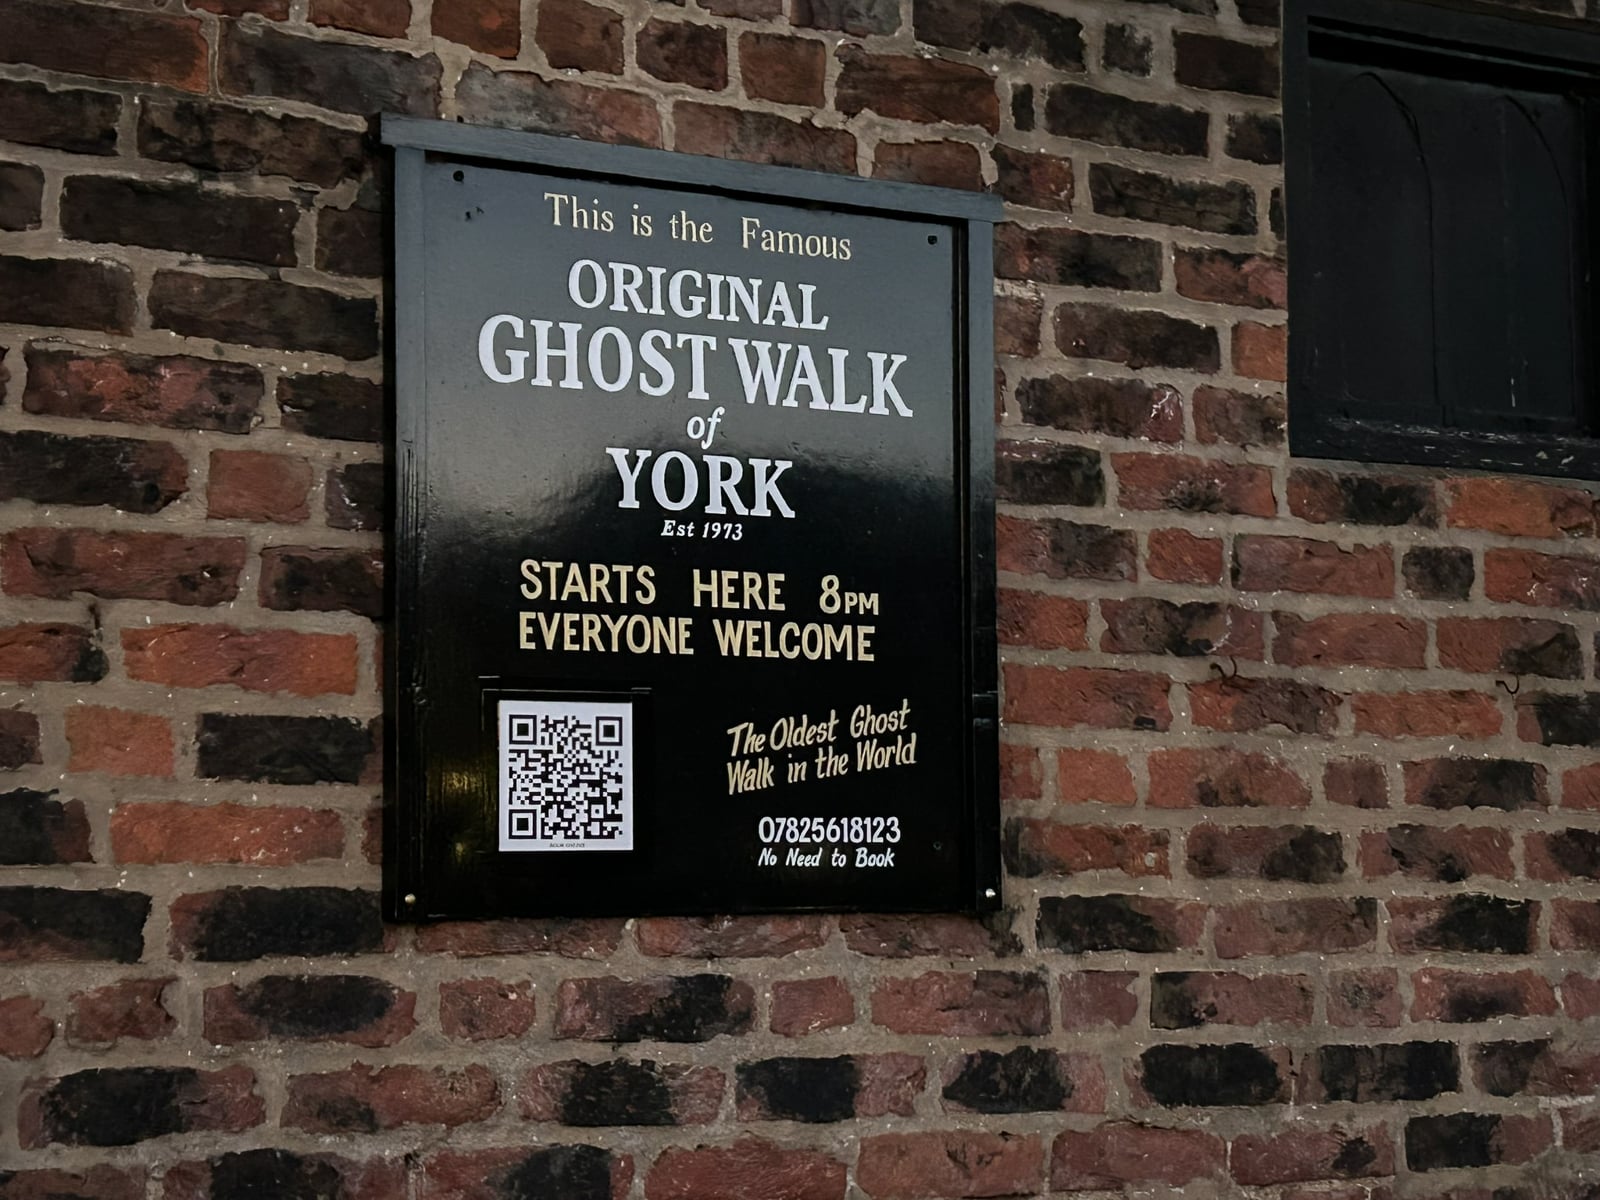 This is the Famous
ORIGINAL
GHOST WALK
of
YORK
Est 1973
STARTS HERE 8PM
EVERYONE WELCOME
The Oldest Ghost
Walk in the World
07825618123
No Need to Book